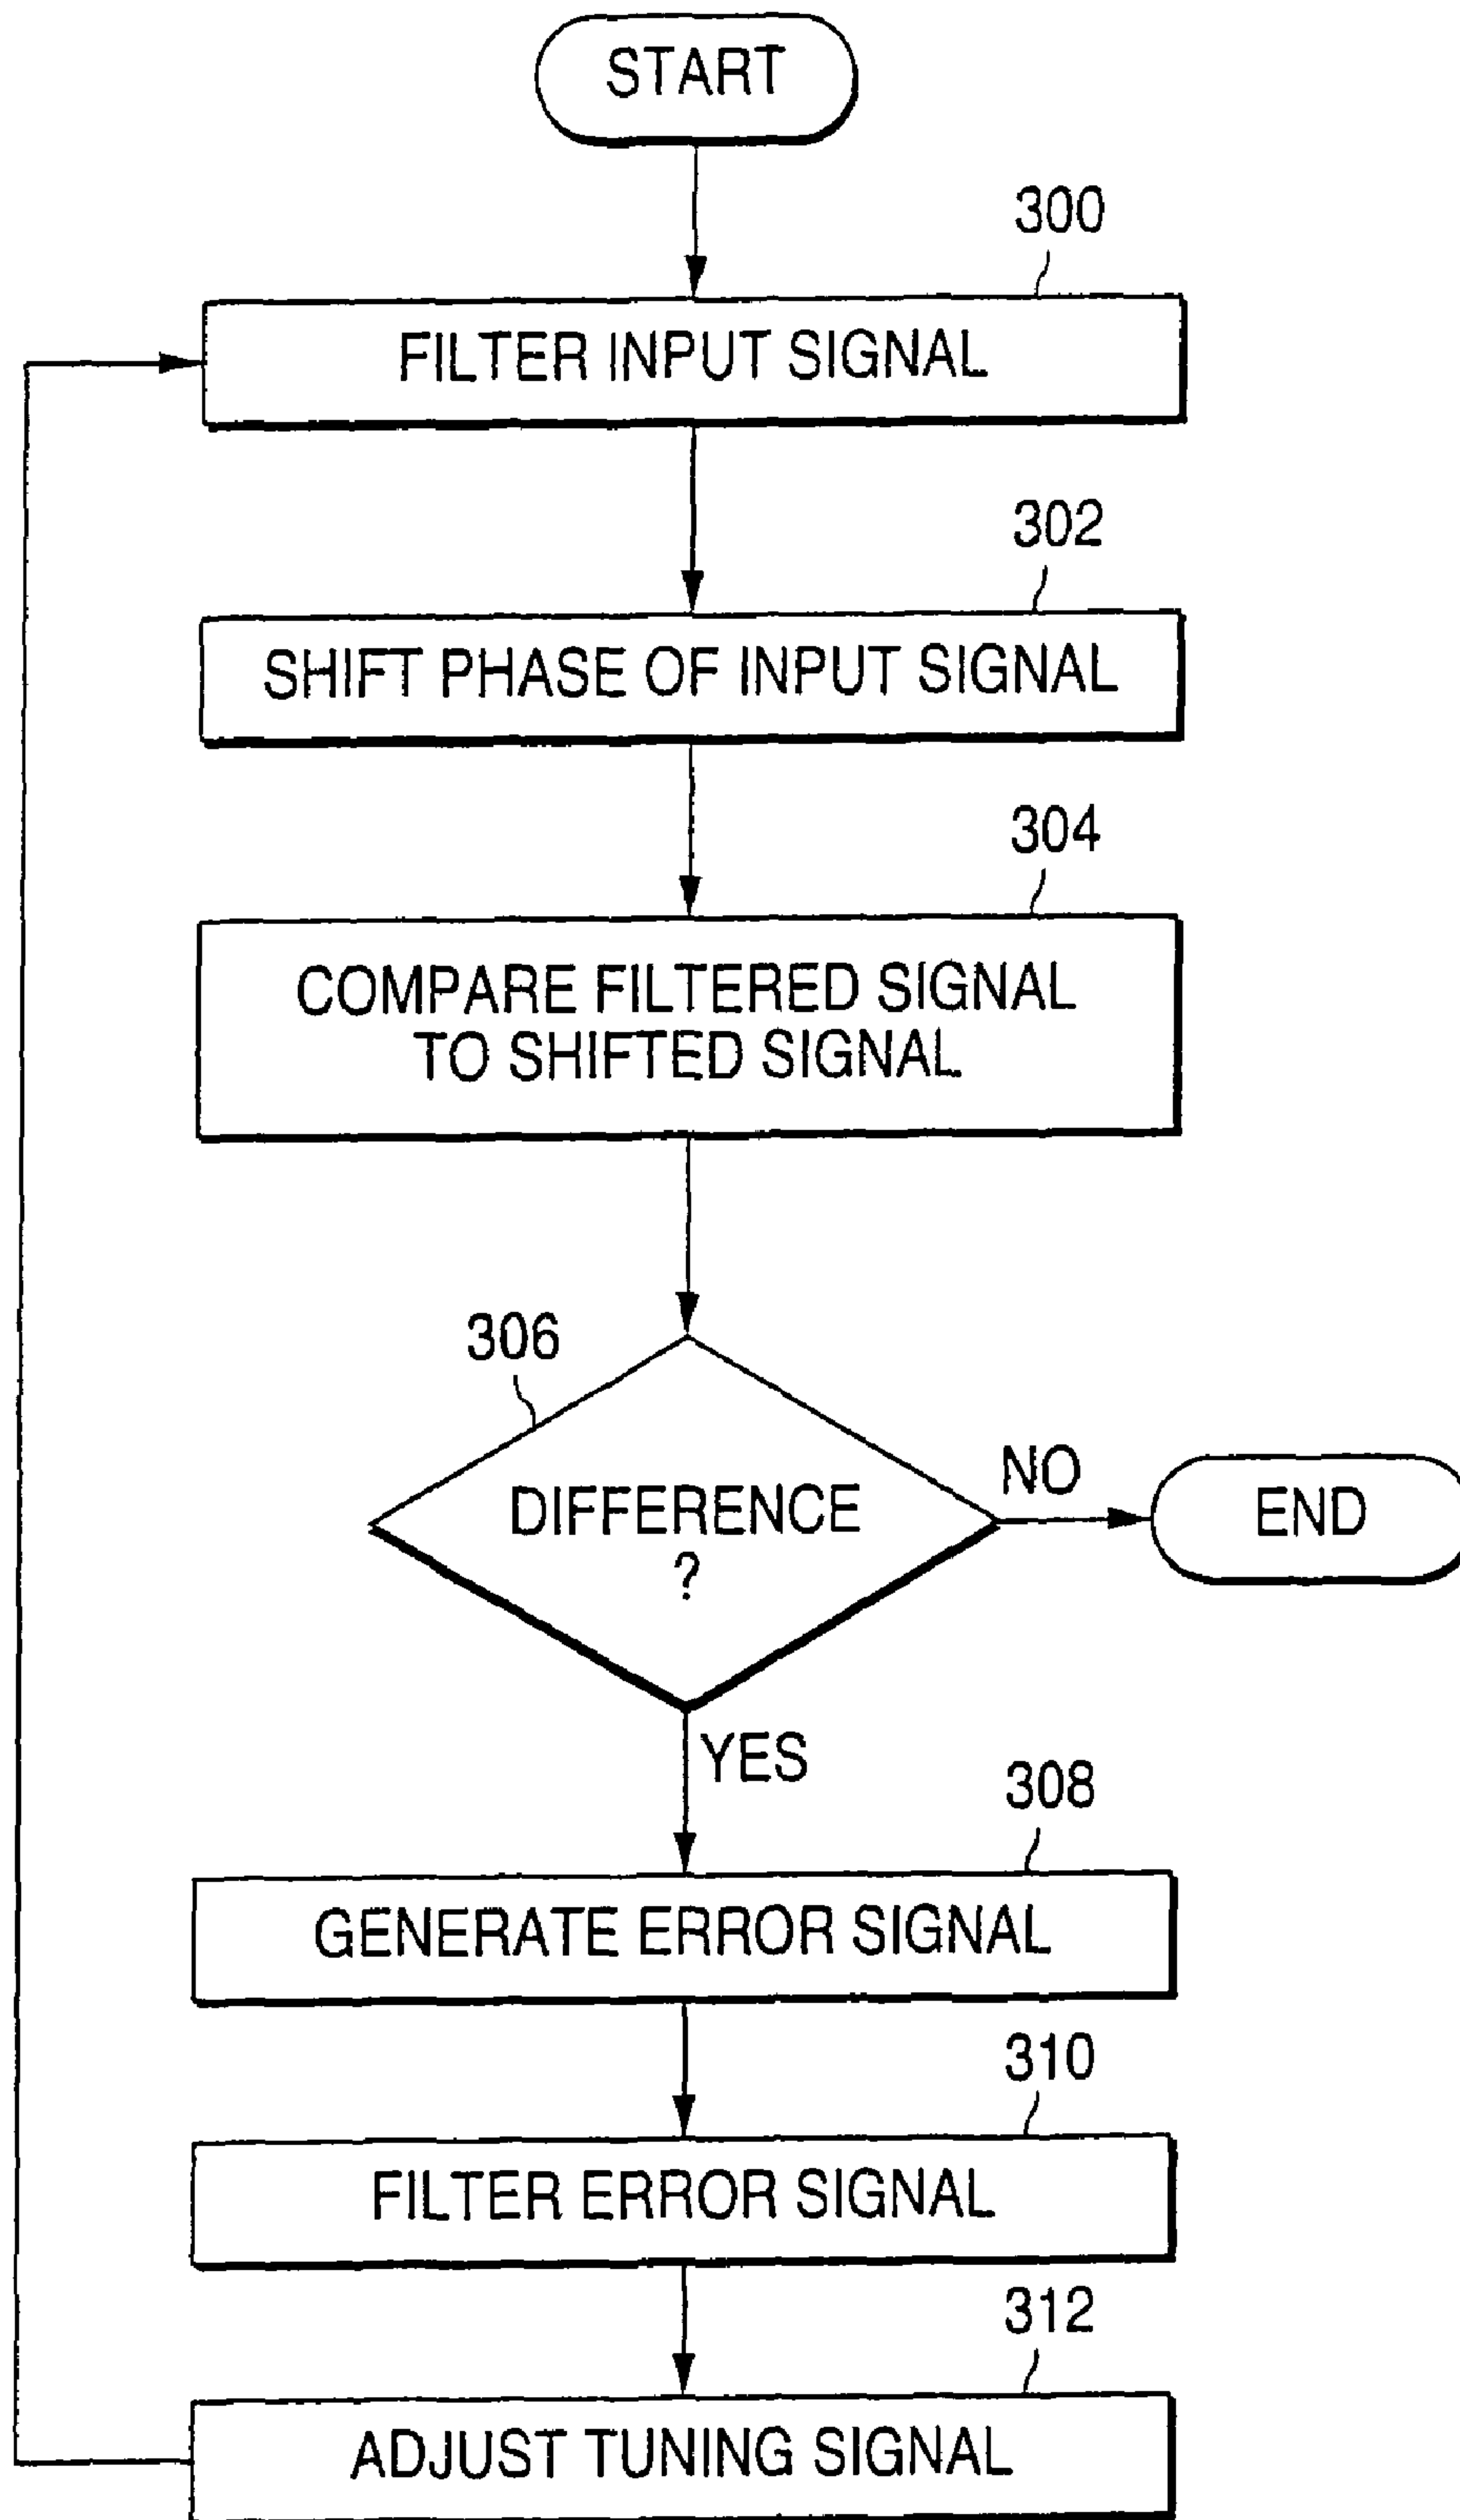 START
300
FILTER INPUT SIGNAL
302
SHIFT PHASE OF INPUT SIGNAL
304
COMPARE FILTERED SIGNAL
TO SHIFTED SIGNAL
306
DIFFERENCE
?
NO
END
YES
308
GENERATE ERROR SIGNAL
310
FILTER ERROR SIGNAL
312
ADJUST TUNING SIGNAL